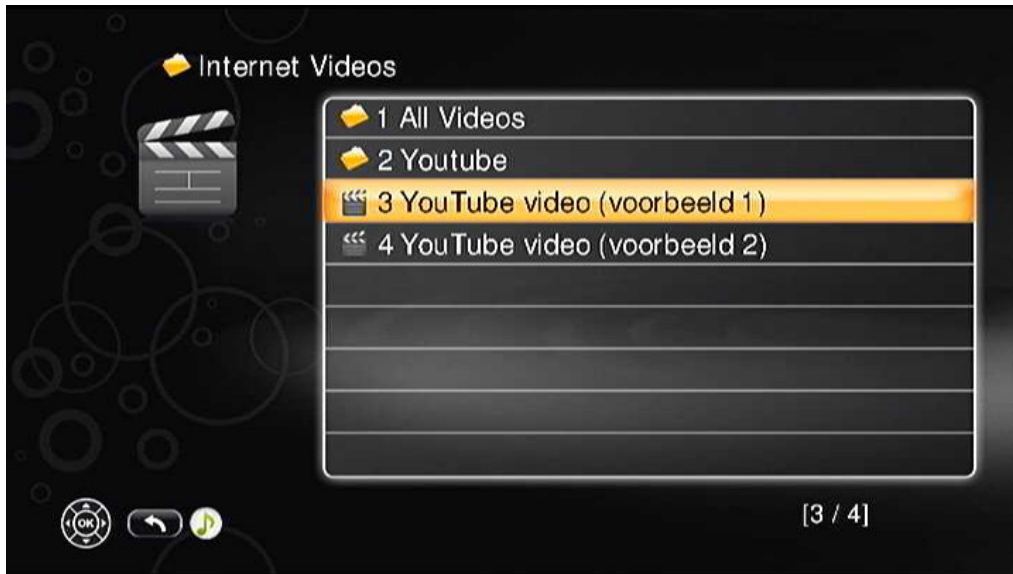 Internet Videos
1 All Videos
2 Youtube
3 YouTube video (voorbeeld 1)
4 YouTube video (voorbeeld 2)
OK
[3 / 4]